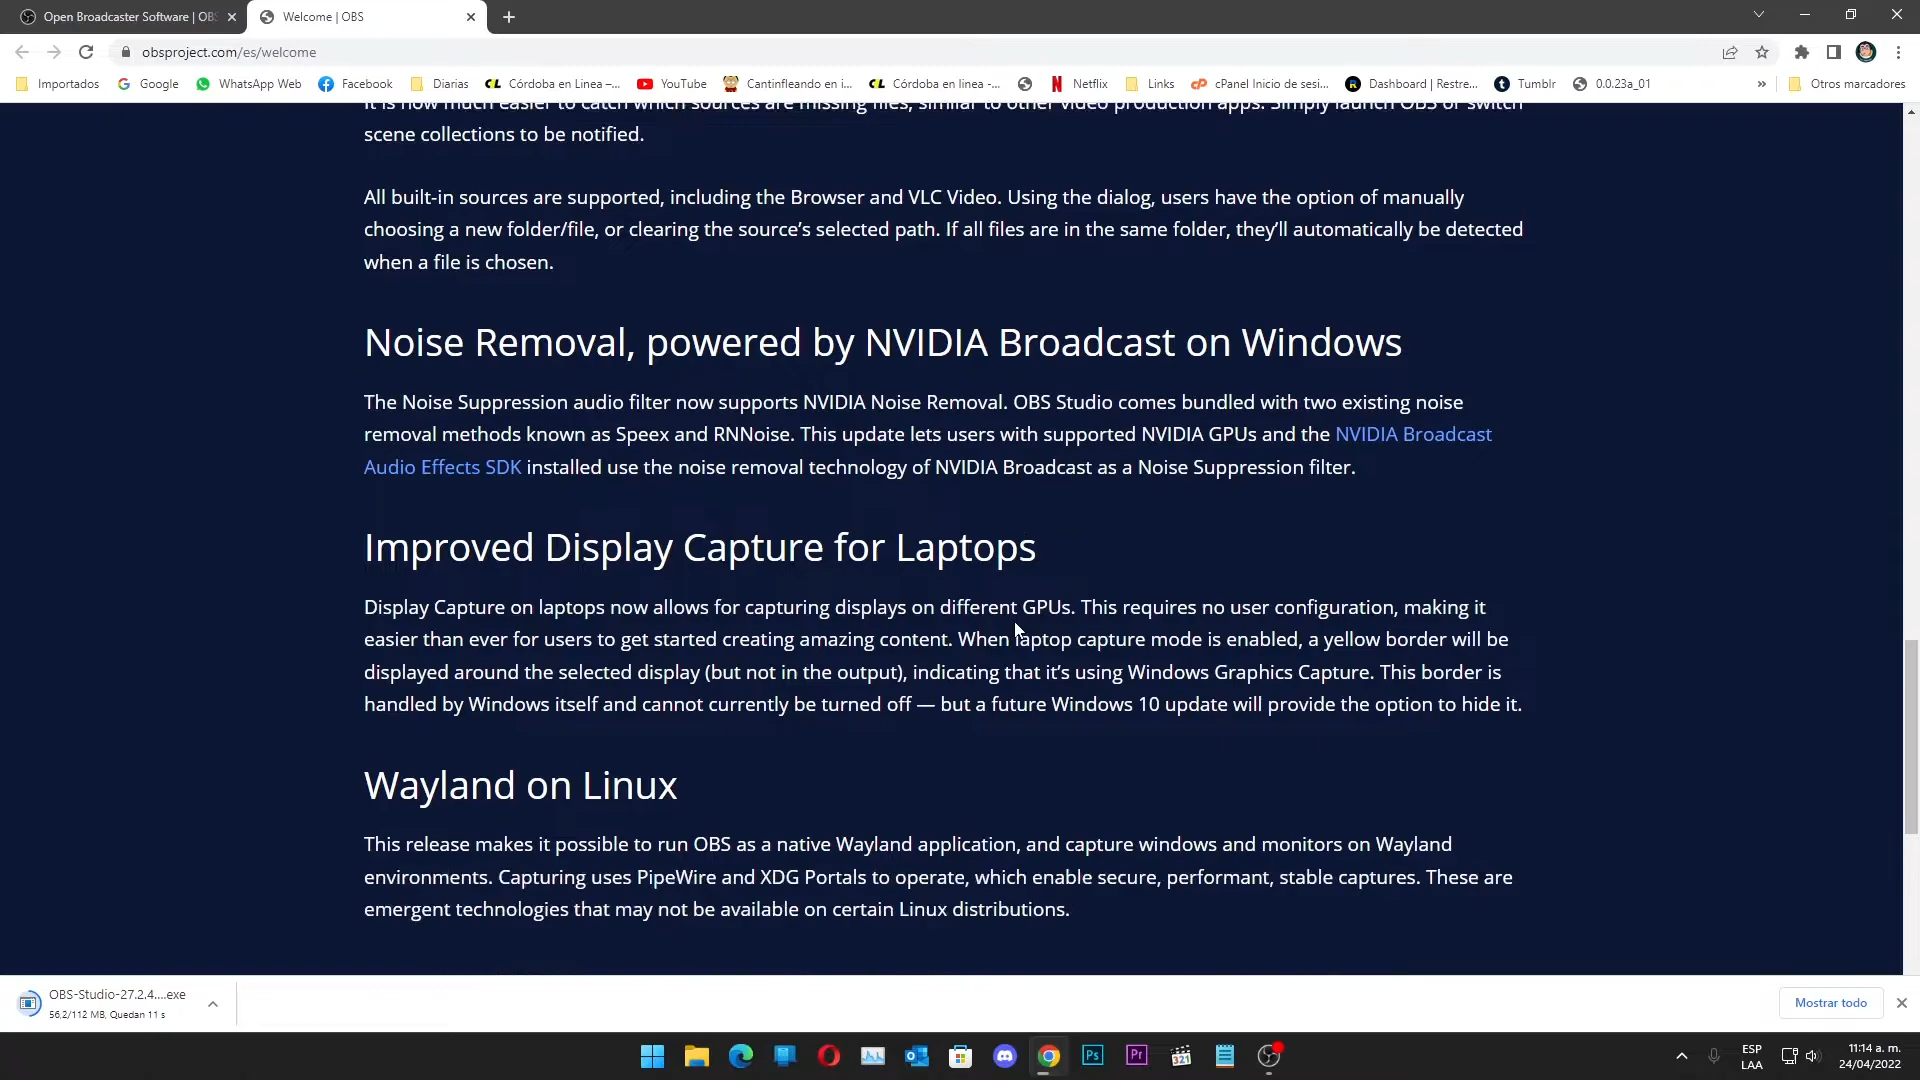 Open Broadcaster Software | OBS
Welcome | OBS
obsproject.com/es/welcome
Importados
Google
WhatsApp Web
Facebook
Diarias
Córdoba en Linea –...
YouTube
Cantinfleando en i...
Córdoba en linea -...
Netflix
Links
cPanel Inicio de sesi...
Dashboard | Restre...
Tumblr
0.0.23a_01
»
Otros marcadores
It is now much easier to catch which sources are missing files, similar to other video production apps. Simply launch OBS or switch
scene collections to be notified.
All built-in sources are supported, including the Browser and VLC Video. Using the dialog, users have the option of manually
choosing a new folder/file, or clearing the source’s selected path. If all files are in the same folder, they’ll automatically be detected
when a file is chosen.
Noise Removal, powered by NVIDIA Broadcast on Windows
The Noise Suppression audio filter now supports NVIDIA Noise Removal. OBS Studio comes bundled with two existing noise
removal methods known as Speex and RNNoise. This update lets users with supported NVIDIA GPUs and the NVIDIA Broadcast
Audio Effects SDK installed use the noise removal technology of NVIDIA Broadcast as a Noise Suppression filter.
Improved Display Capture for Laptops
Display Capture on laptops now allows for capturing displays on different GPUs. This requires no user configuration, making it
easier than ever for users to get started creating amazing content. When laptop capture mode is enabled, a yellow border will be
displayed around the selected display (but not in the output), indicating that it’s using Windows Graphics Capture. This border is
handled by Windows itself and cannot currently be turned off — but a future Windows 10 update will provide the option to hide it.
Wayland on Linux
This release makes it possible to run OBS as a native Wayland application, and capture windows and monitors on Wayland
environments. Capturing uses PipeWire and XDG Portals to operate, which enable secure, performant, stable captures. These are
emergent technologies that may not be available on certain Linux distributions.
OBS-Studio-27.2.4....exe
56,2/112 MB, Quedan 11 s
Mostrar todo
Ps
Pr
321
ESP
LAA
11:14 a. m.
24/04/2022